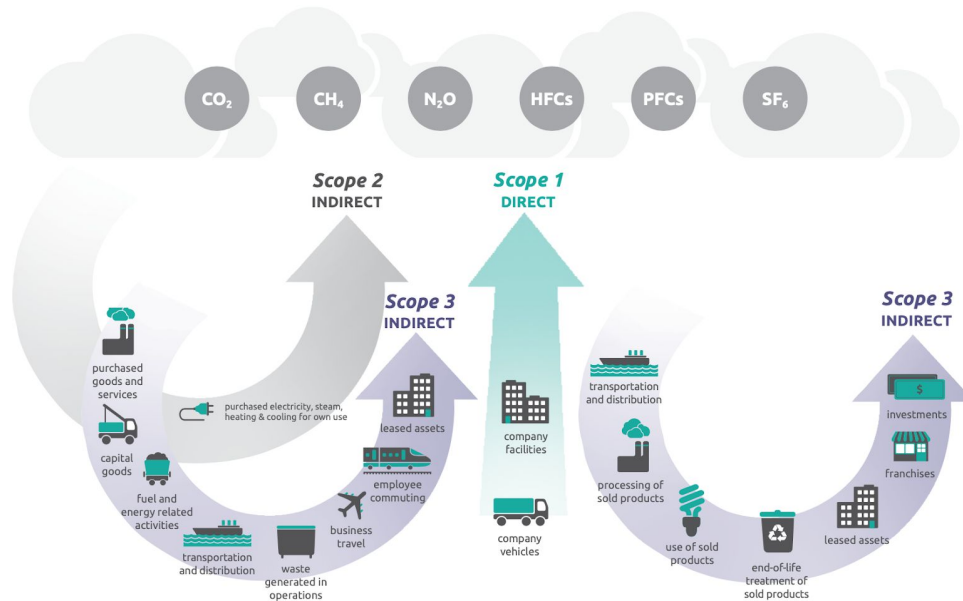 CO₂
CH₄
N₂O
HFCs
PFCs
SF₆
Scope 2
INDIRECT
Scope 1
DIRECT
Scope 3
INDIRECT
Scope 3
INDIRECT
purchased
goods and
services
capital
goods
fuel and
energy related
activities
transportation
and distribution
waste
generated in
operations
business
travel
employee
commuting
leased assets
purchased electricity, steam,
heating & cooling for own use
company
facilities
company
vehicles
transportation
and distribution
processing of
sold products
use of sold
products
end-of-life
treatment of
sold products
leased assets
franchises
$
investments